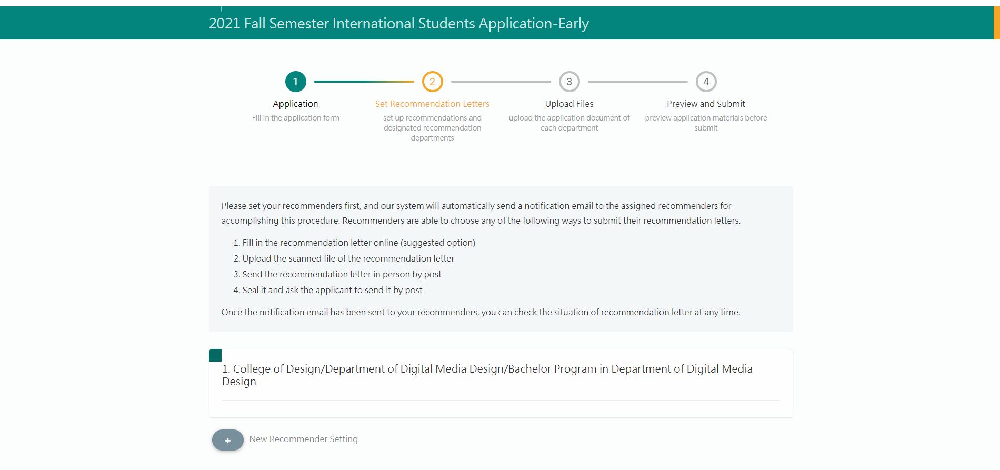 2021 Fall Semester International Students Application-Early
1
2
3
4
Application
Set Recommendation Letters
Upload Files
Preview and Submit
Fill in the application form
set up recommendations and
designated recommendation
departments
upload the application document of
each department
preview application materials before
submit
Please set your recommenders first, and our system will automatically send a notification email to the assigned recommenders for
accomplishing this procedure. Recommenders are able to choose any of the following ways to submit their recommendation letters.
1. Fill in the recommendation letter online (suggested option)
2. Upload the scanned file of the recommendation letter
3. Send the recommendation letter in person by post
4. Seal it and ask the applicant to send it by post
Once the notification email has been sent to your recommenders, you can check the situation of recommendation letter at any time.
1. College of Design/Department of Digital Media Design/Bachelor Program in Department of Digital Media
Design
+ New Recommender Setting